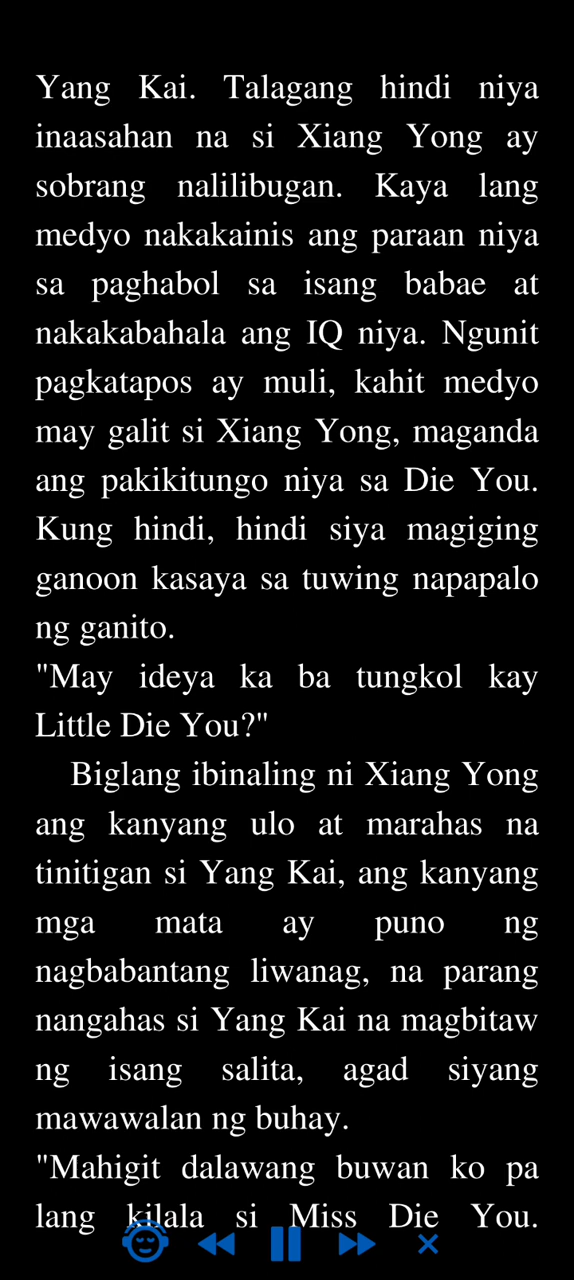 Yang Kai. Talagang hindi niya
inaasahan na si Xiang Yong ay
sobrang nalilibugan. Kaya lang
medyo nakakainis ang paraan niya
sa paghabol sa isang babae at
nakakabahala ang IQ niya. Ngunit
pagkatapos ay muli, kahit medyo
may galit si Xiang Yong, maganda
ang pakikitungo niya sa Die You.
Kung hindi, hindi siya magiging
ganoon kasaya sa tuwing napapalo
ng ganito.
"May ideya ka ba tungkol kay
Little Die You?"
Biglang ibinaling ni Xiang Yong
ang kanyang ulo at marahas na
tinitigan si Yang Kai, ang kanyang
mga mata ay puno ng
nagbabantang liwanag, na parang
nangahas si Yang Kai na magbitaw
ng isang salita, agad siyang
mawawalan ng buhay.
"Mahigit dalawang buwan ko pa
lang kilala si Miss Die You.